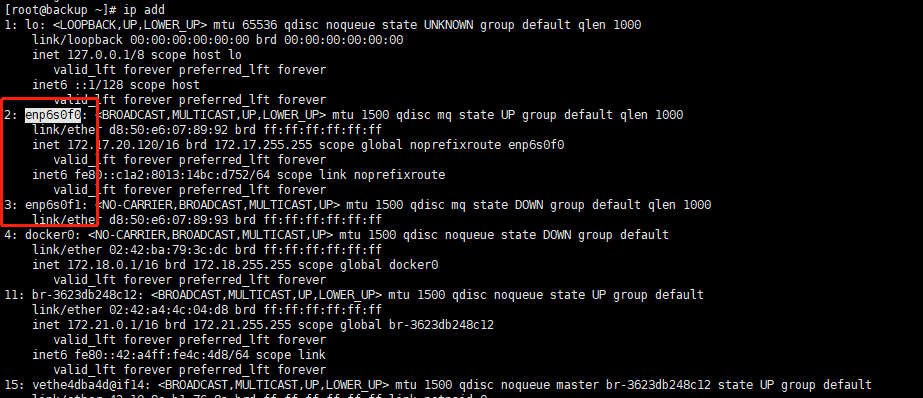 [root@backup ~]# ip add
1: lo: <LOOPBACK,UP,LOWER_UP> mtu 65536 qdisc noqueue state UNKNOWN group default qlen 1000
link/loopback 00:00:00:00:00:00 brd 00:00:00:00:00:00
inet 127.0.0.1/8 scope host lo
valid_lft forever preferred_lft forever
inet6 ::1/128 scope host
valid_lft forever preferred_lft forever
2: enp6s0f0: <BROADCAST,MULTICAST,UP,LOWER_UP> mtu 1500 qdisc mq state UP group default qlen 1000
link/ether d8:50:e6:07:89:92 brd ff:ff:ff:ff:ff:ff
inet 172.17.20.120/16 brd 172.17.255.255 scope global noprefixroute enp6s0f0
valid_lft forever preferred_lft forever
inet6 fe80::c1a2:8013:14bc:d752/64 scope link noprefixroute
valid_lft forever preferred_lft forever
3: enp6s0f1: <NO-CARRIER,BROADCAST,MULTICAST,UP> mtu 1500 qdisc mq state DOWN group default qlen 1000
link/ether d8:50:e6:07:89:93 brd ff:ff:ff:ff:ff:ff
4: docker0: <NO-CARRIER,BROADCAST,MULTICAST,UP> mtu 1500 qdisc noqueue state DOWN group default
link/ether 02:42:ba:79:3c:dc brd ff:ff:ff:ff:ff:ff
inet 172.18.0.1/16 brd 172.18.255.255 scope global docker0
valid_lft forever preferred_lft forever
11: br-3623db248c12: <BROADCAST,MULTICAST,UP,LOWER_UP> mtu 1500 qdisc noqueue state UP group default
link/ether 02:42:a4:4c:04:d8 brd ff:ff:ff:ff:ff:ff
inet 172.21.0.1/16 brd 172.21.255.255 scope global br-3623db248c12
valid_lft forever preferred_lft forever
inet6 fe80::42:a4ff:fe4c:4d8/64 scope link
valid_lft forever preferred_lft forever
15: vethe4dba4d@if14: <BROADCAST,MULTICAST,UP,LOWER_UP> mtu 1500 qdisc noqueue master br-3623db248c12 state UP group default